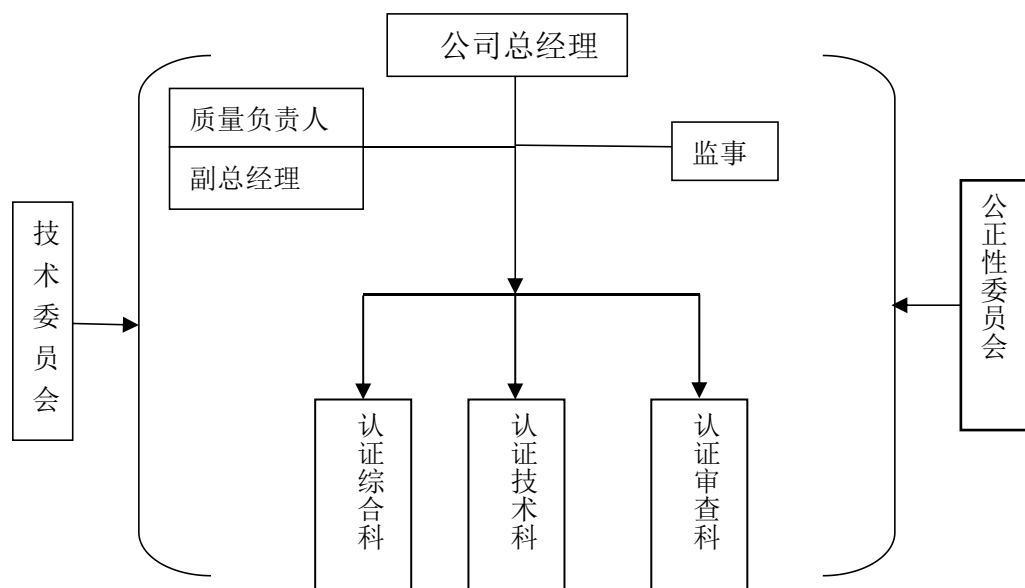 公司总经理
质量负责人
监事
副总经理
技术委员会
公正性委员会
认证综合科
认证技术科
认证审查科